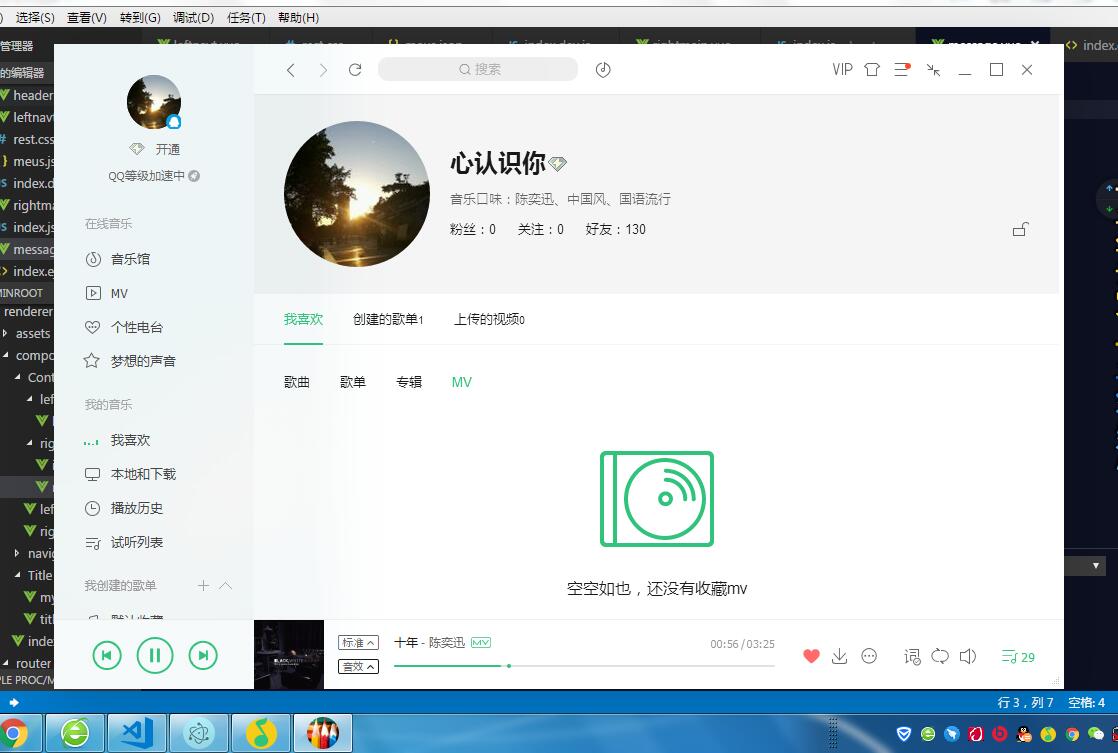 选择(S) 查看(V) 转到(G) 调试(D) 任务(T) 帮助(H)
管理器
的编辑器
header
leftnav
rest.css
meus.js
index.d
rightma
index.js
messag
index.e
MINROOT
renderer
assets
compo
Cont
lef
rig
lef
rig
navig
Title
my
titl
index
router
PLE PROC/M
index.
开通
QQ等级加速中
在线音乐
音乐馆
MV
个性电台
梦想的声音
我的音乐
我喜欢
本地和下载
播放历史
试听列表
我创建的歌单
搜索
VIP
心认识你
音乐口味：陈奕迅、中国风、国语流行
粉丝：0 关注：0 好友：130
我喜欢 创建的歌单1 上传的视频0
歌曲 歌单 专辑 MV
空空如也，还没有收藏mv
标准 十年 - 陈奕迅 MV 00:56/03:25
音效
词
29
行 3，列 7 空格: 4